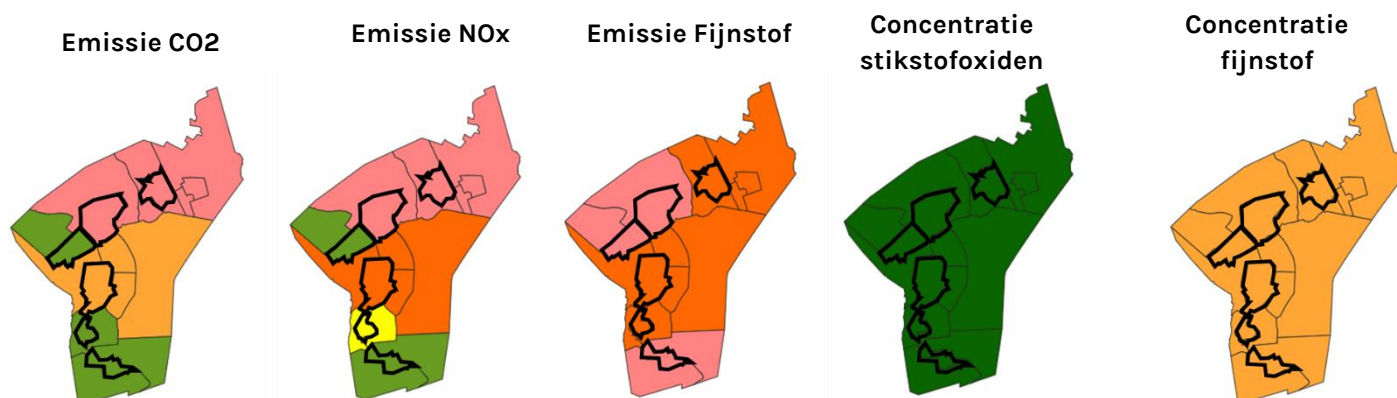 Emissie CO2
Emissie NOx
Emissie Fijnstof
Concentratie
stikstofoxiden
Concentratie
fijnstof